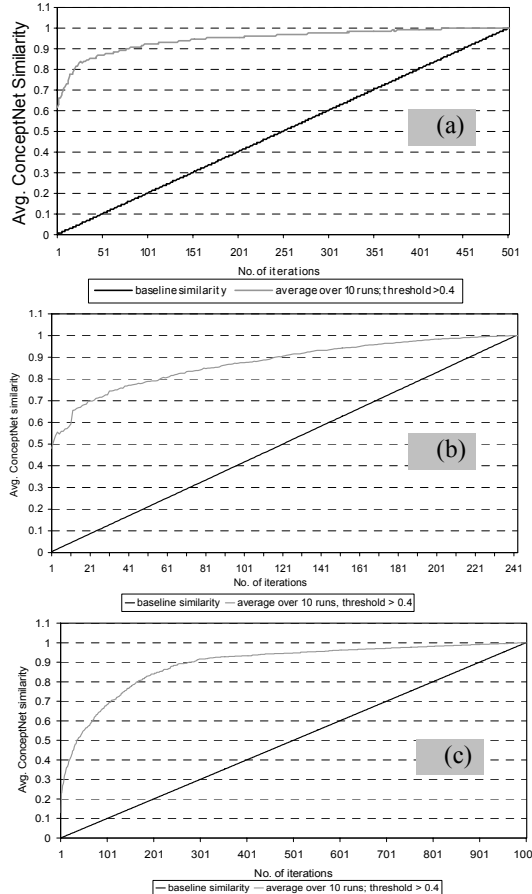 1.1
1
0.9
0.8
0.7
0.6
0.5
0.4
0.3
0.2
0.1
0
Avg. ConceptNet Similarity
(a)
1 51 101 151 201 251 301 351 401 451 501
No. of iterations
baseline similarity average over 10 runs; threshold >0.4
1.1
1
0.9
0.8
0.7
0.6
0.5
0.4
0.3
0.2
0.1
0
Avg. ConceptNet similarity
(b)
1 21 41 61 81 101 121 141 161 181 201 221 241
No. of iterations
baseline similarity average over 10 runs, threshold > 0.4
1.1
1
0.9
0.8
0.7
0.6
0.5
0.4
0.3
0.2
0.1
0
Avg. ConceptNet similarity
(c)
1 101 201 301 401 501 601 701 801 901 100
No. of iterations
baseline similarity average over 10 runs; threshold > 0.4